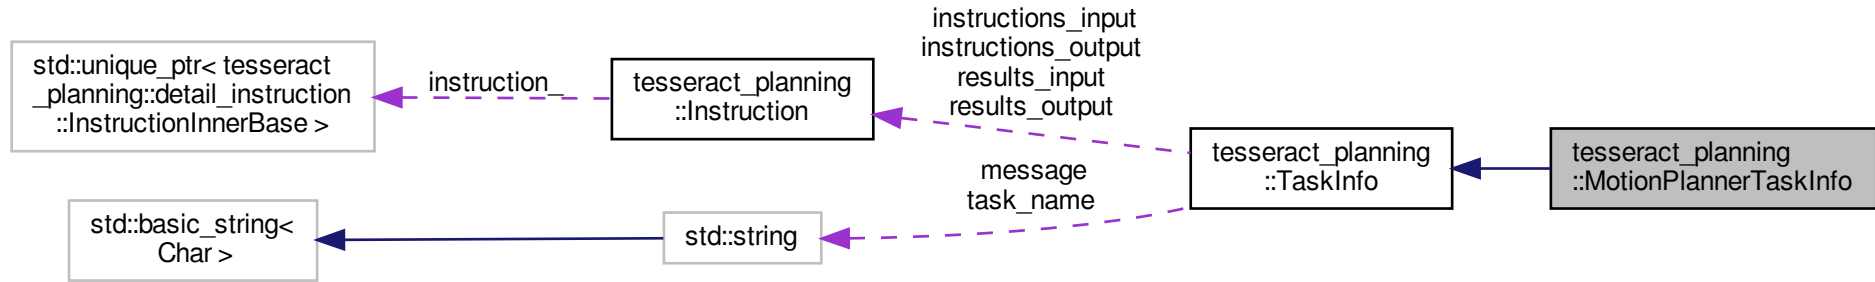 std::unique_ptr< tesseract
_planning::detail_instruction
::InstructionInnerBase >
instruction_
tesseract_planning
::Instruction
instructions_input
instructions_output
results_input
results_output
tesseract_planning
::TaskInfo
tesseract_planning
::MotionPlannerTaskInfo
message
task_name
std::basic_string<
Char >
std::string